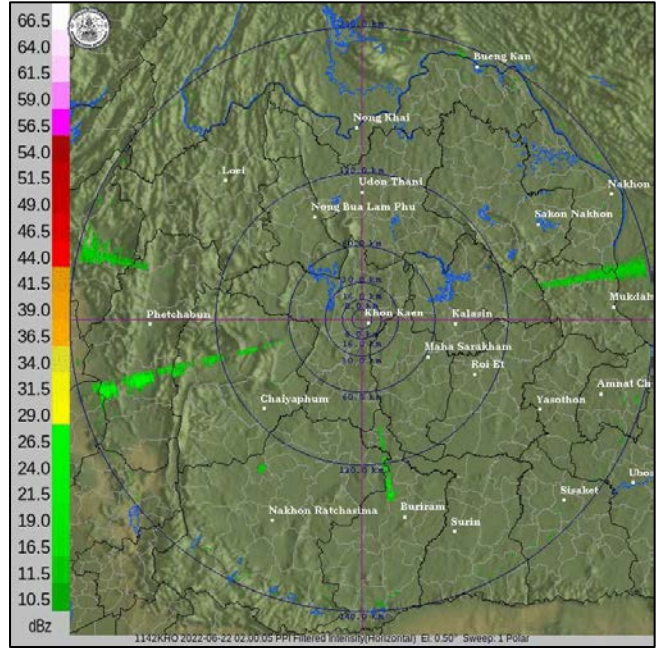 66.5
64.0
61.5
59.0
56.5
54.0
51.5
49.0
46.5
44.0
41.5
39.0
36.5
34.0
31.5
29.0
26.5
24.0
21.5
19.0
16.5
11.5
10.5
dBz
Bueng Kan
Nong Khai
Loei
Udon Thani
Nong Bua Lam Phu
Nakhon
Sakon Nakhon
Mukdah
Phetchabun
Khon Kaen
Kalasin
Maha Sarakham
Roi Et
Chaiyaphum
Yasothon
Amnat Ch
120.0 km
Ubon
Sisaket
Nakhon Ratchasima
Buriram
Surin
1142KHO 2022-06-22 02:00:05 PPI Filtered Intensity(Horizontal) El: 0.50° Sweep: 1 Polar